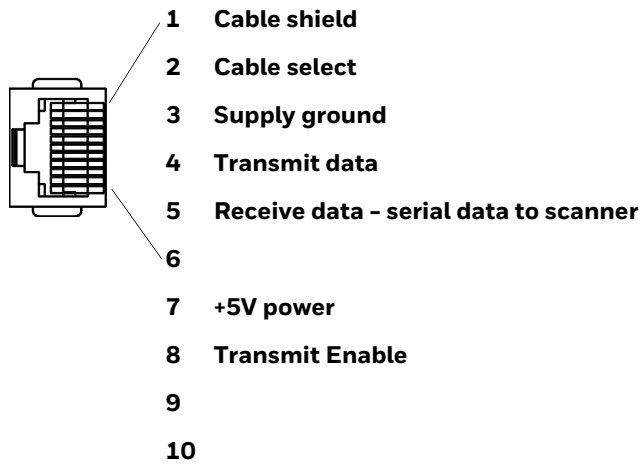 1 Cable shield
2 Cable select
3 Supply ground
4 Transmit data
5 Receive data - serial data to scanner
6
7 +5V power
8 Transmit Enable
9
10